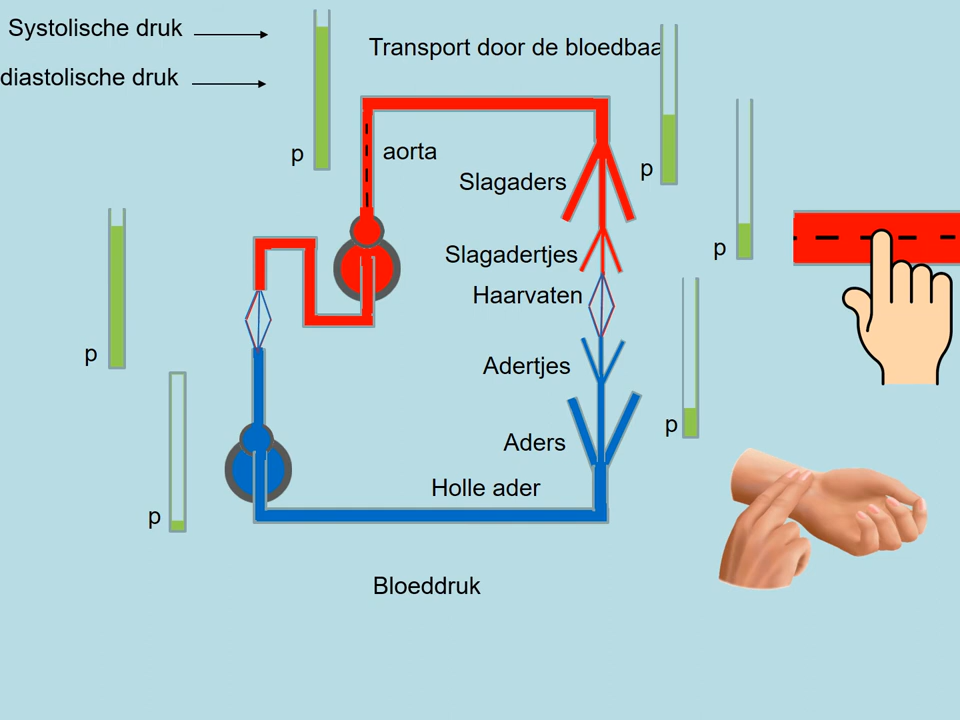 Systolische druk
Transport door de bloedbaa
diastolische druk
p
aorta
p
Slagaders
Slagadertjes
p
Haarvaten
p
Adertjes
p
Aders
Holle ader
p
Bloeddruk